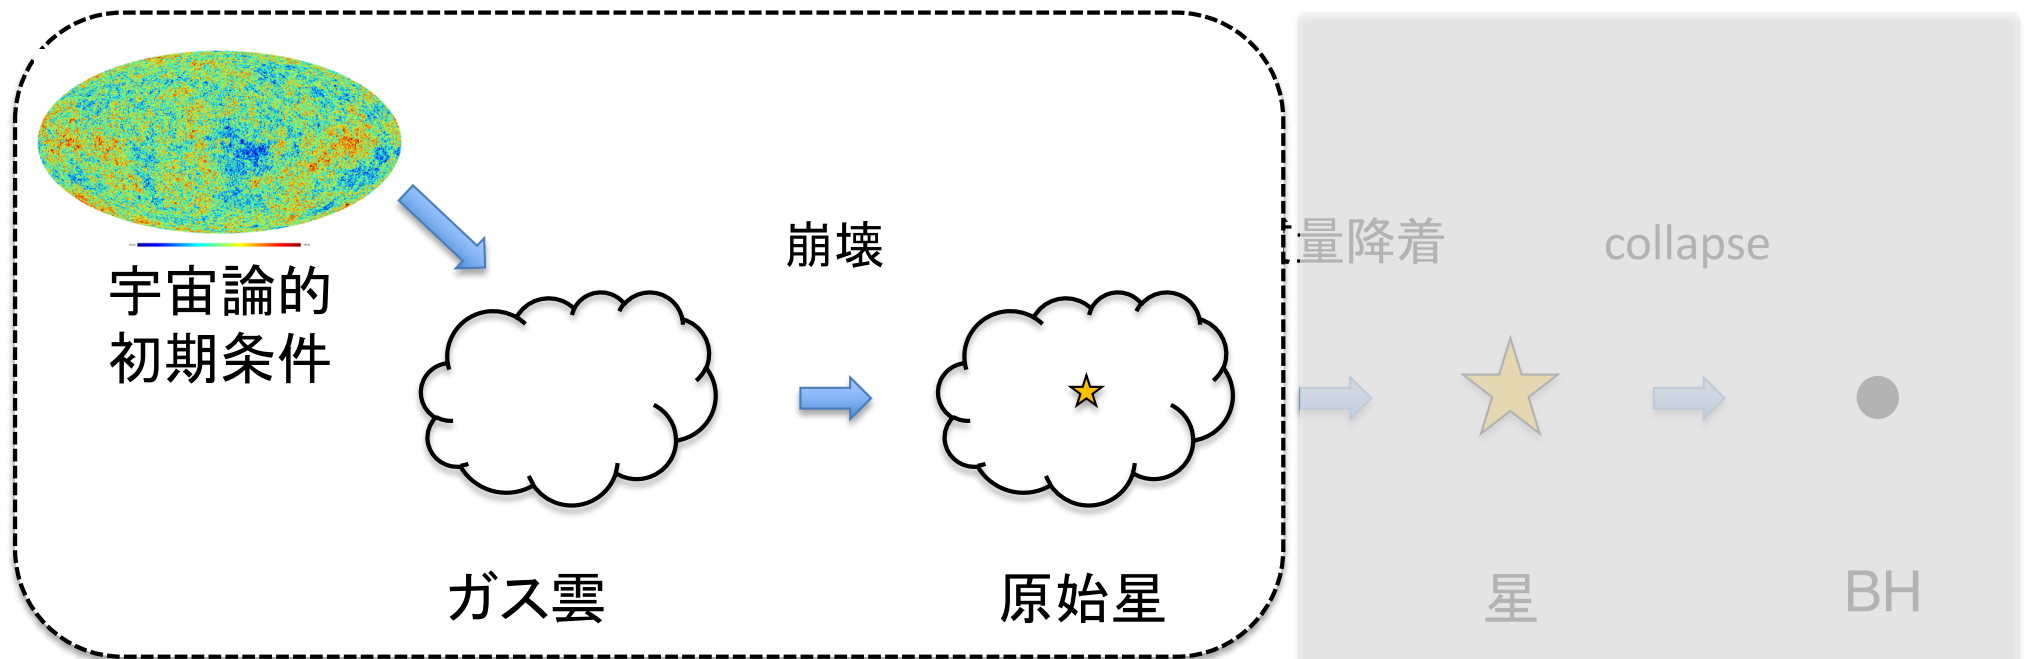 宇宙論的
初期条件
崩壊
量降着
collapse
ガス雲
原始星
星
BH